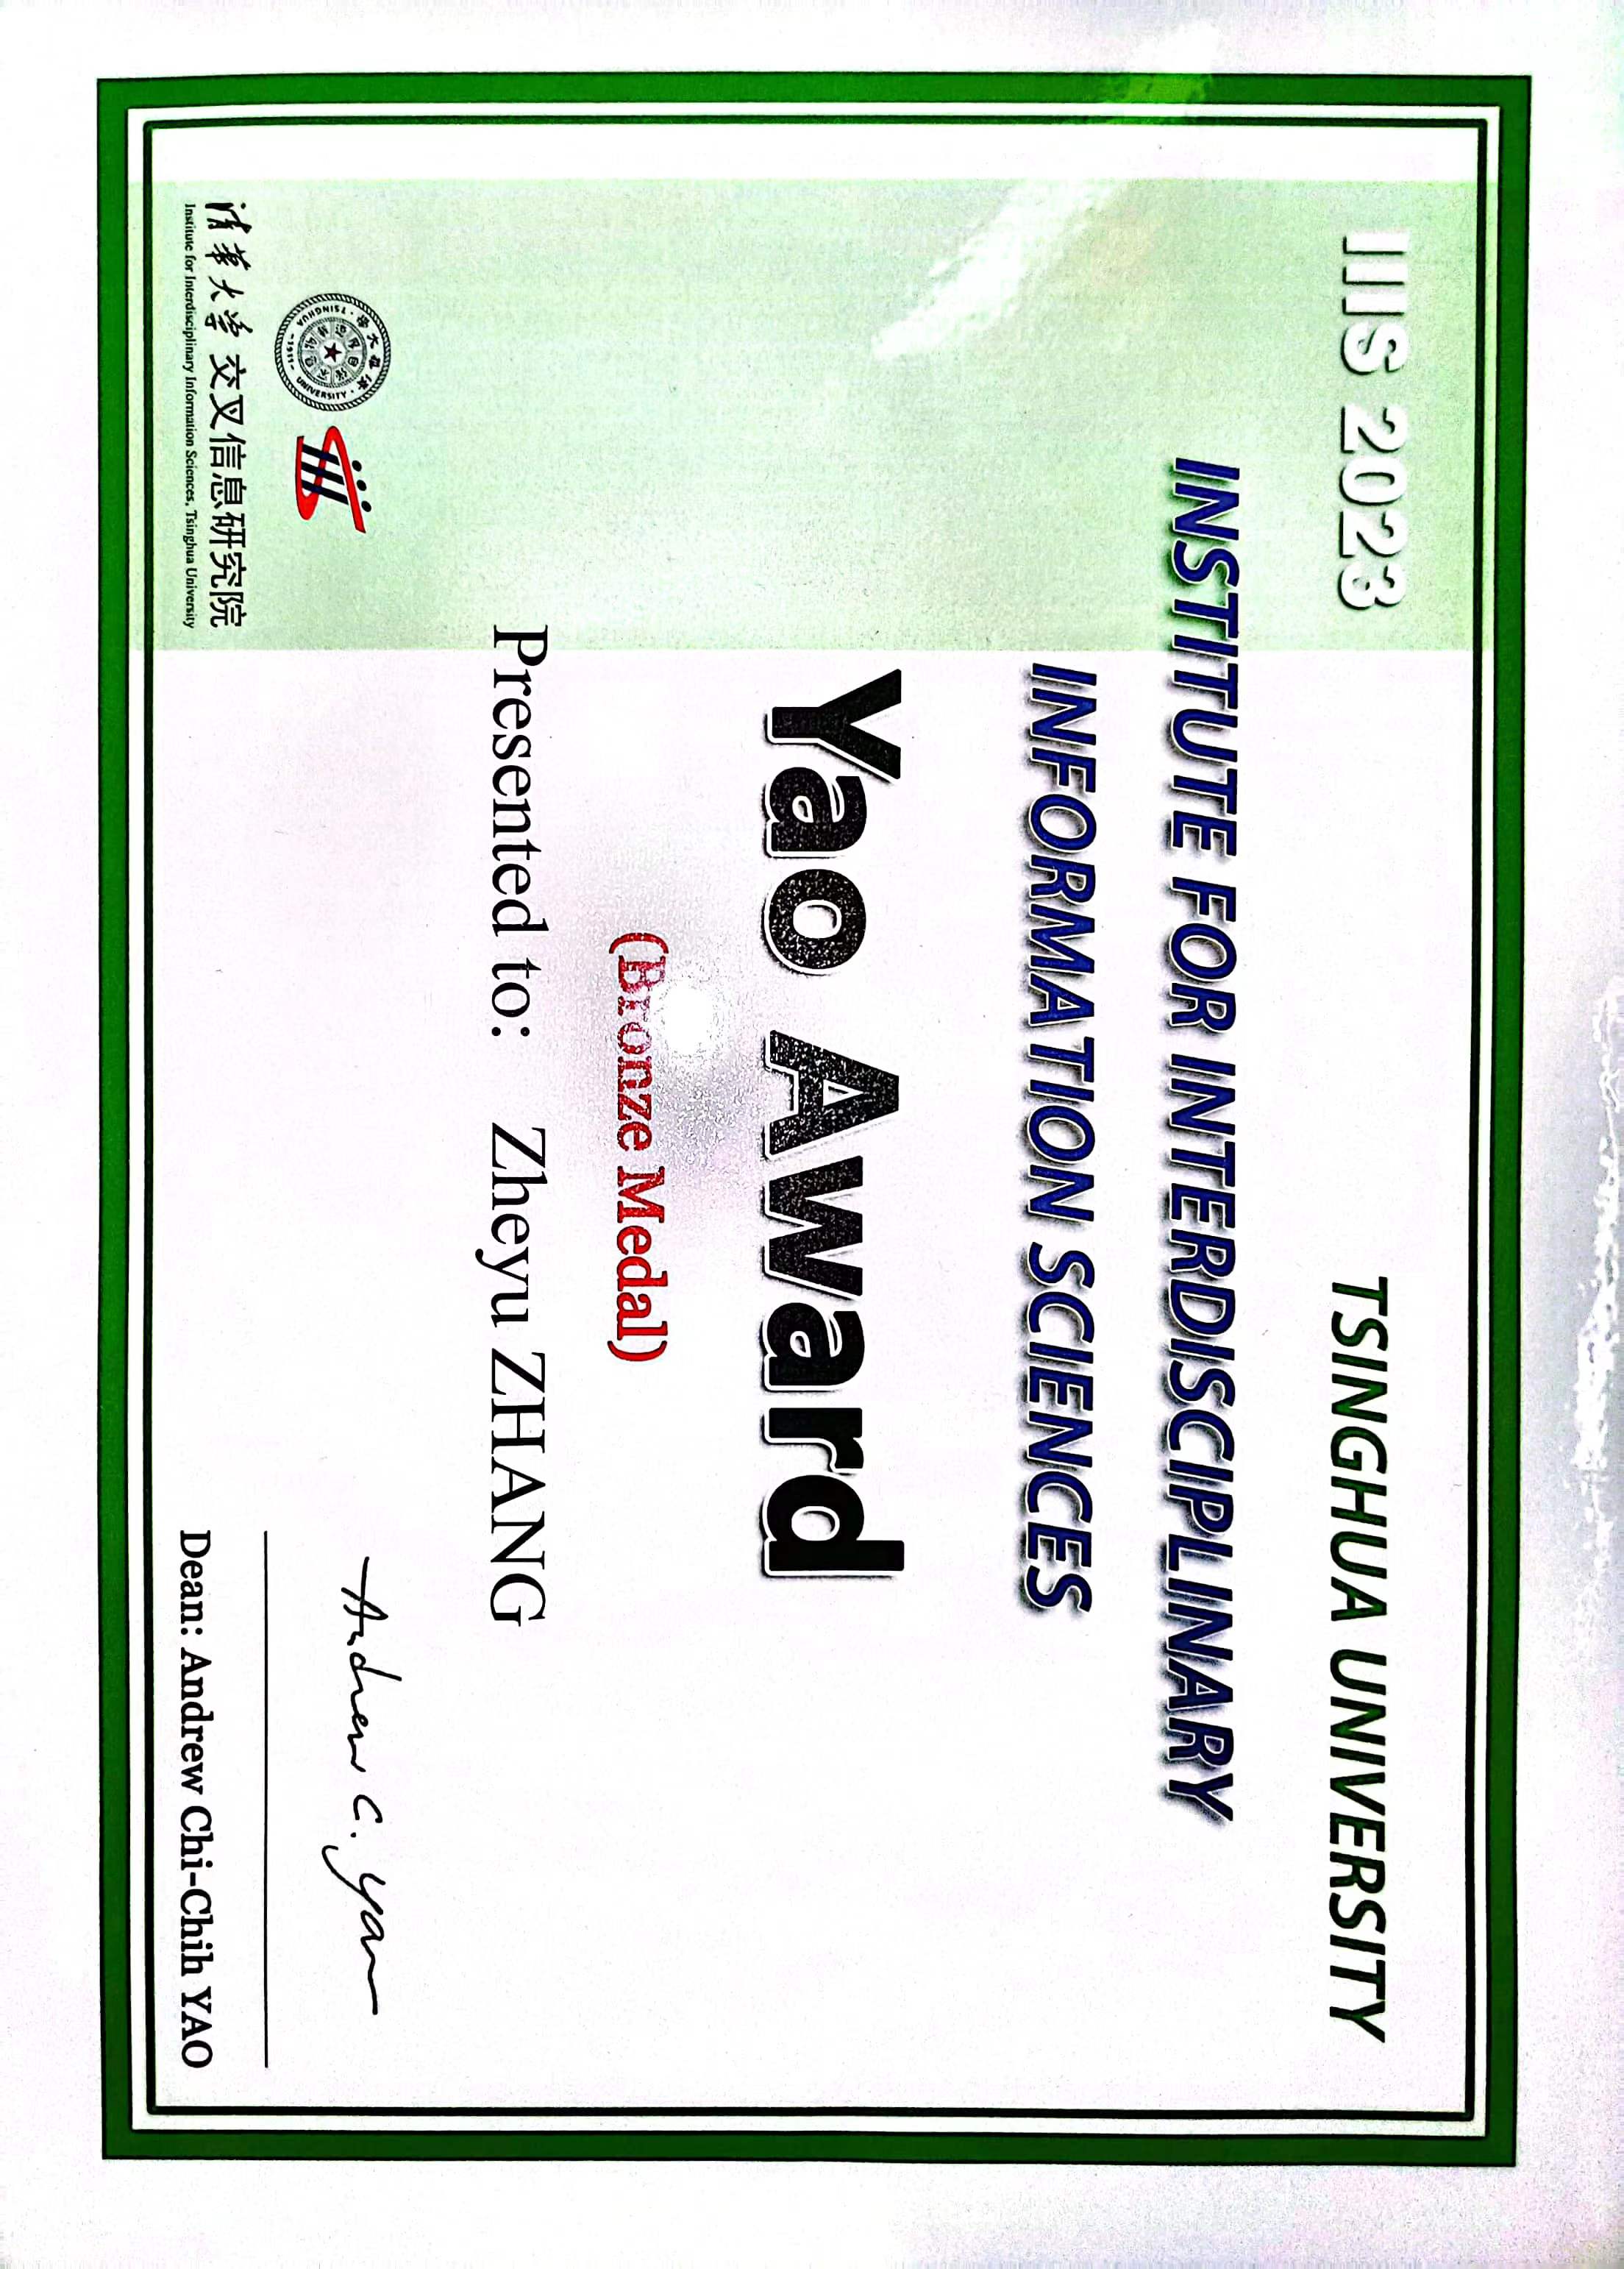 IIIS 2023
TSINGHUA UNIVERSITY
INSTITUTE FOR INTERDISCIPLINARY
INFORMATION SCIENCES
Yao Award
(Bronze Medal)
Presented to: Zheyu ZHANG
Andrew C. Yao
TSINGHUA UNIVERSITY
-1911-
清華大学 交叉信息研究院
Institute for Interdisciplinary Information Sciences, Tsinghua University
Dean: Andrew Chi-Chih YAO